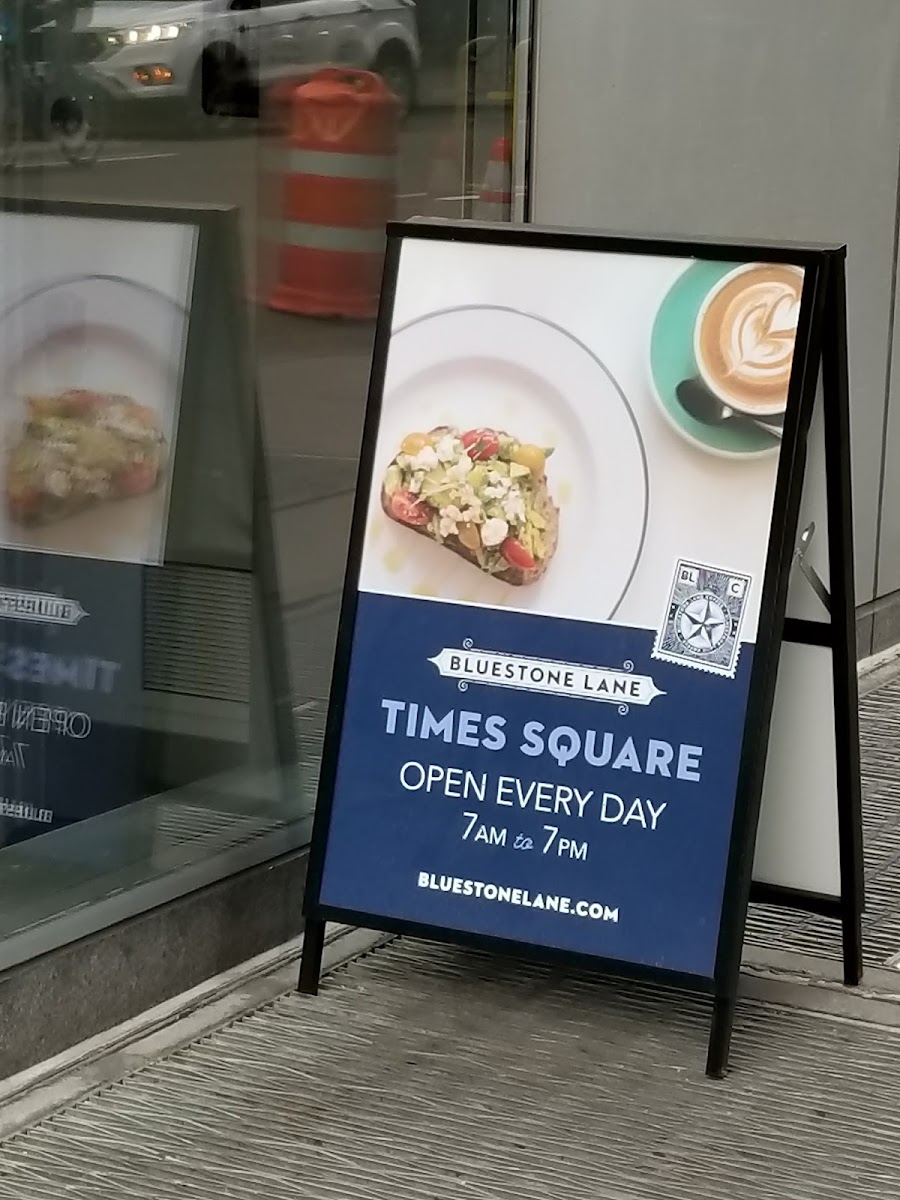 BL C
BLUESTONE LANE
TIMES SQUARE
OPEN EVERY DAY
7AM to 7PM
BLUESTONELANE.COM